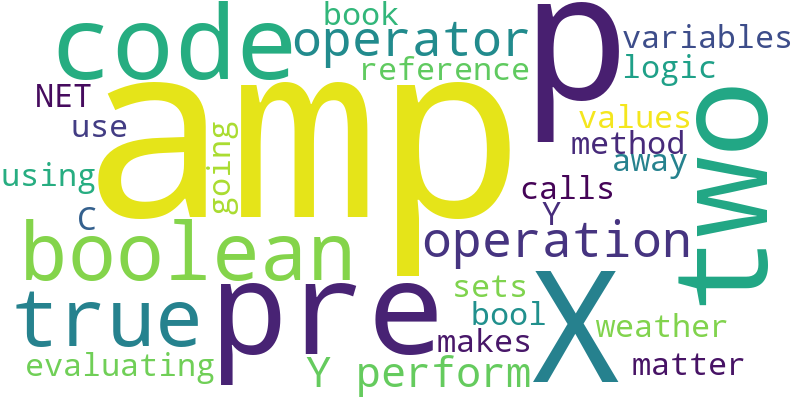 book
code
operator
p
variables
reference
logic
NET
amp
going
two
values
use
method
away
using
calls
C
Y
boolean
operation
pre
X
true
sets
bool
weather
makes
evaluating
Y perform
matter